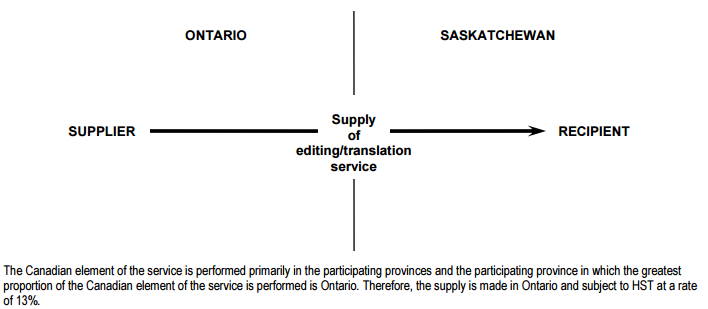 ONTARIO SASKATCHEWAN
SUPPLIER Supply of editing/translation service RECIPIENT
The Canadian element of the service is performed primarily in the participating provinces and the participating province in which the greatest
proportion of the Canadian element of the service is performed is Ontario. Therefore, the supply is made in Ontario and subject to HST at a rate
of 13%.